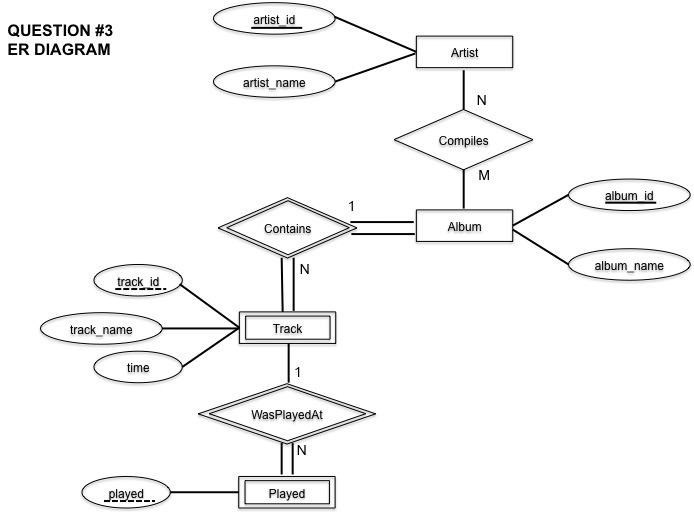 QUESTION #3
ER DIAGRAM
artist_id
artist_name
Artist
N
Compiles
M
album_id
album_name
Album
1
Contains
N
track_id
track_name
time
Track
1
WasPlayedAt
N
played
Played